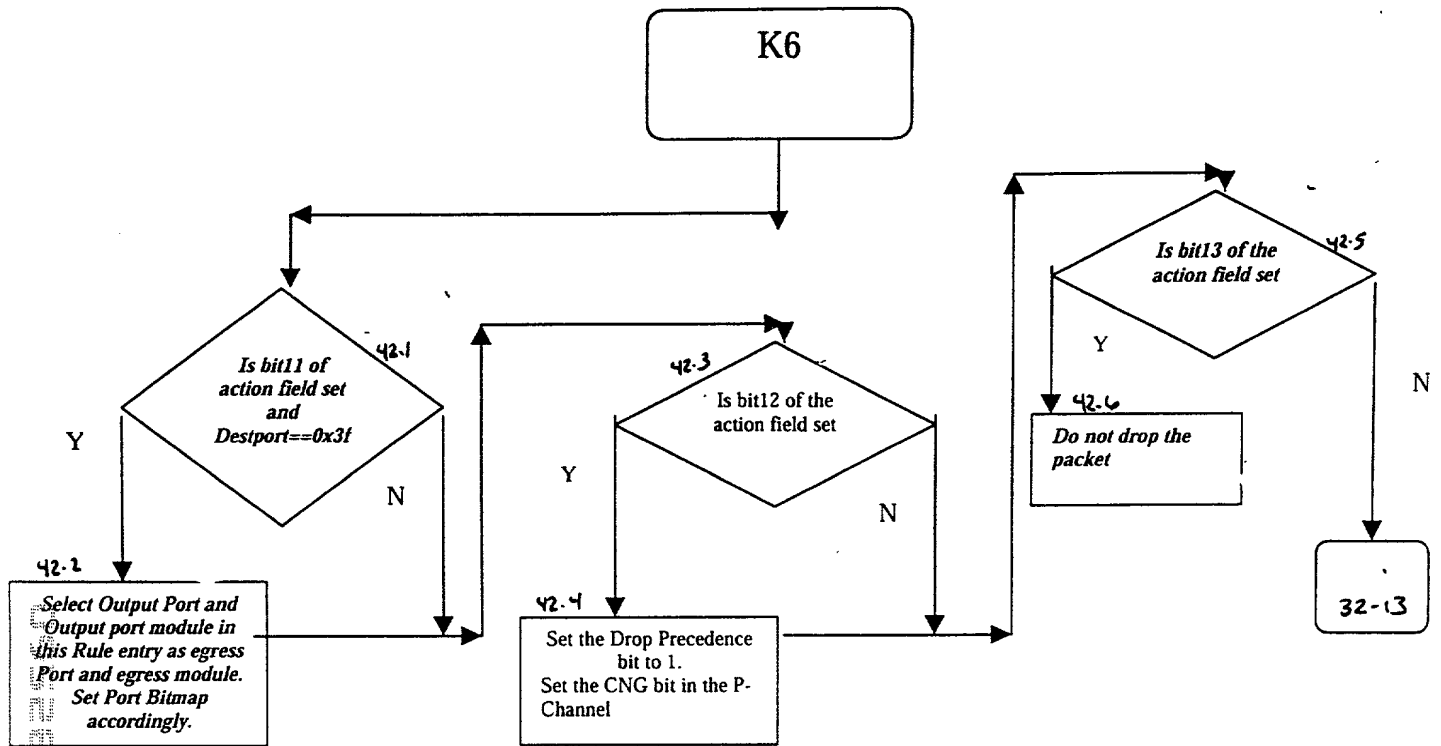 K6
42.1
Is bit11 of
action field set
and
Destport==0x3f
Y
N
42.2
Select Output Port and
Output port module in
this Rule entry as egress
Port and egress module.
Set Port Bitmap
accordingly.
42.3
Is bit12 of the
action field set
Y
N
42.4
Set the Drop Precedence
bit to 1.
Set the CNG bit in the P-
Channel
42.5
Is bit13 of the
action field set
Y
N
42.6
Do not drop the
packet
32-13